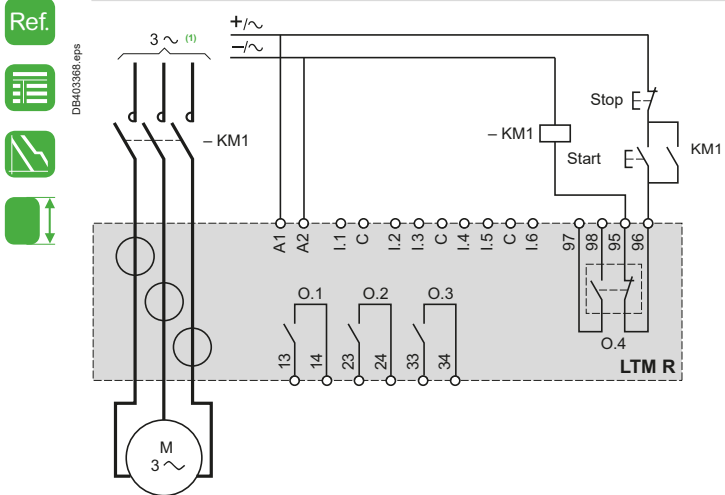 Ref.
DB403368.eps
3 ~ (1)
+/~
−/~
– KM1
Stop
– KM1
Start
KM1
A1
A2
I.1
C
I.2
I.3
C
I.4
I.5
C
I.6
97
98
95
96
O.1
O.2
O.3
O.4
13
14
23
24
33
34
LTM R
M
3 ~